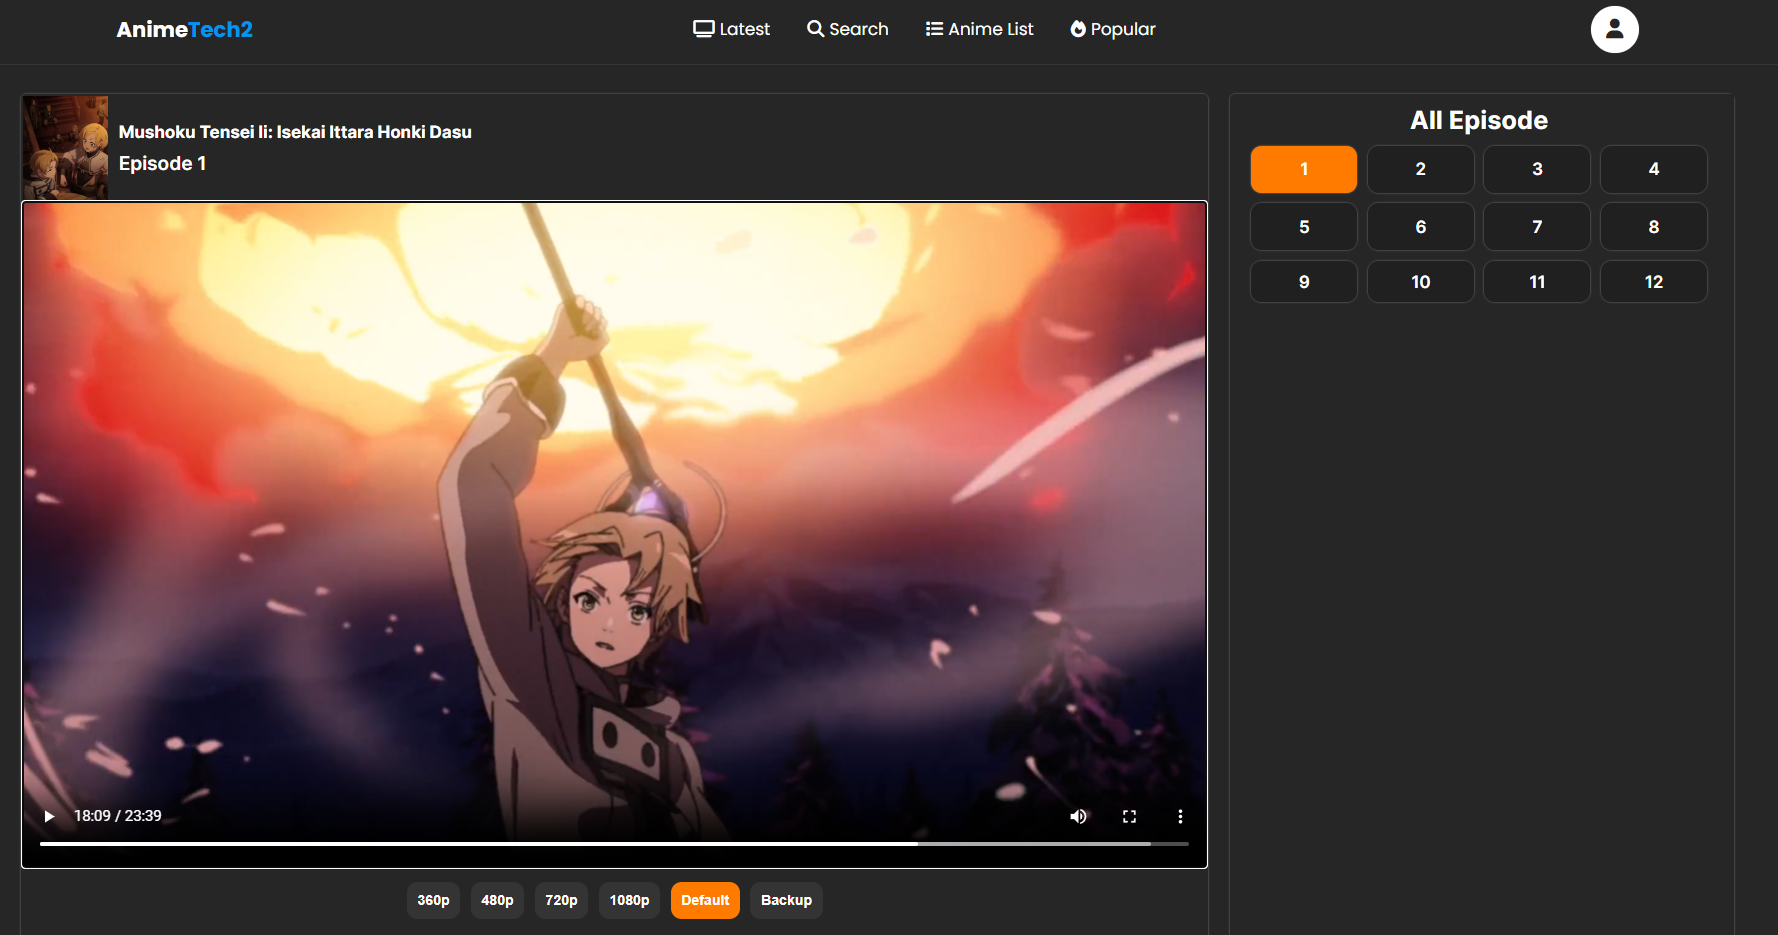 AnimeTech2
Latest
Search
Anime List
Popular
Mushoku Tensei Ii: Isekai Ittara Honki Dasu
Episode 1
18:09 / 23:39
360p
480p
720p
1080p
Default
Backup
All Episode
1 2 3 4
5 6 7 8
9 10 11 12